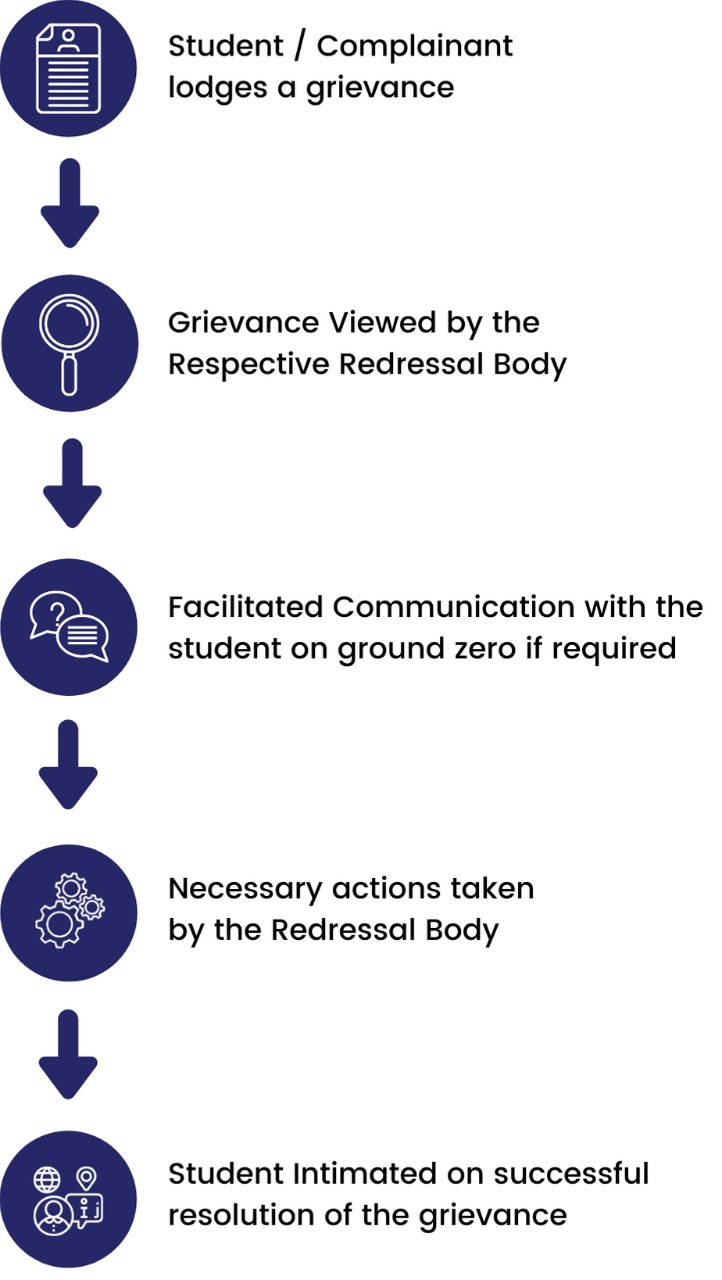 Student / Complainant
lodges a grievance
Grievance Viewed by the
Respective Redressal Body
?
Facilitated Communication with the
student on ground zero if required
Necessary actions taken
by the Redressal Body
i
Student Intimated on successful
resolution of the grievance